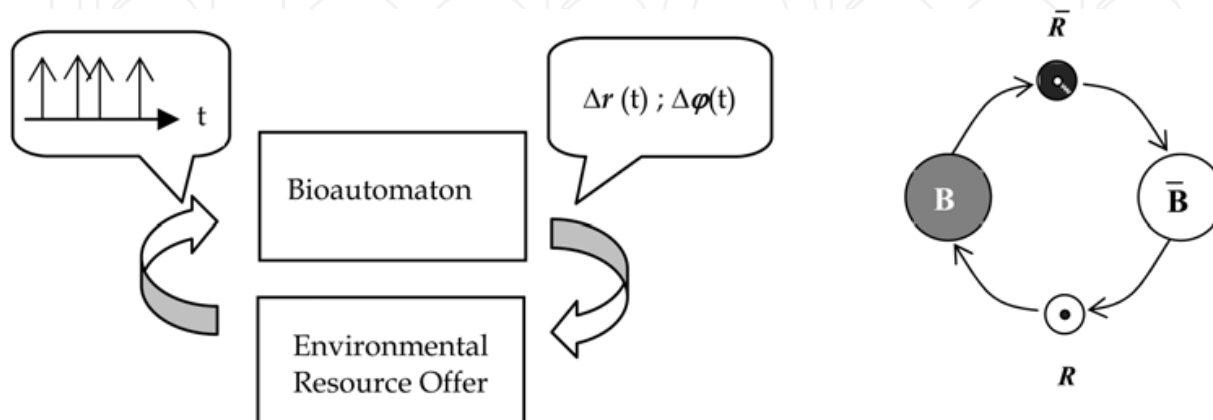 t
Δr (t) ; Δφ(t)
Bioautomaton
Environmental
Resource Offer
R̄
B
B̄
R